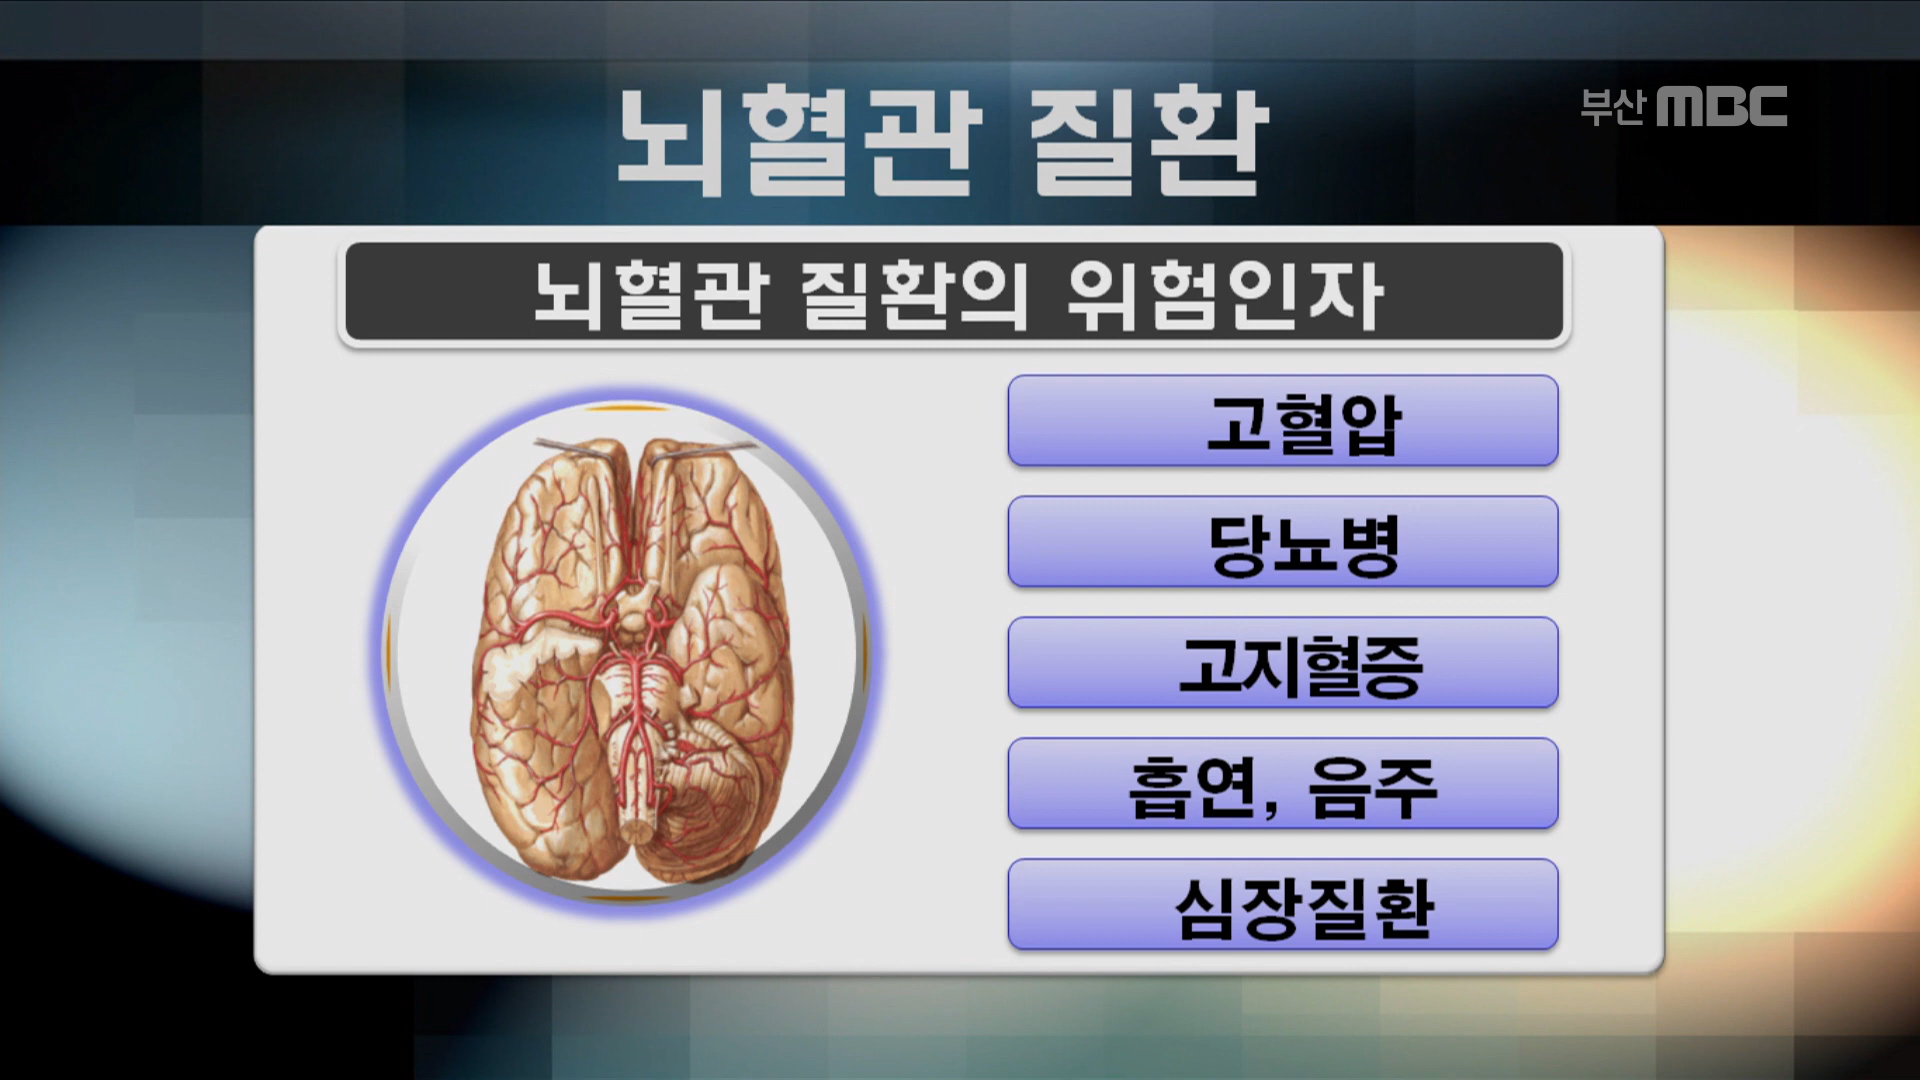 뇌혈관 질환
부산 MBC
뇌혈관 질환의 위험인자
고혈압
당뇨병
고지혈증
흡연, 음주
심장질환